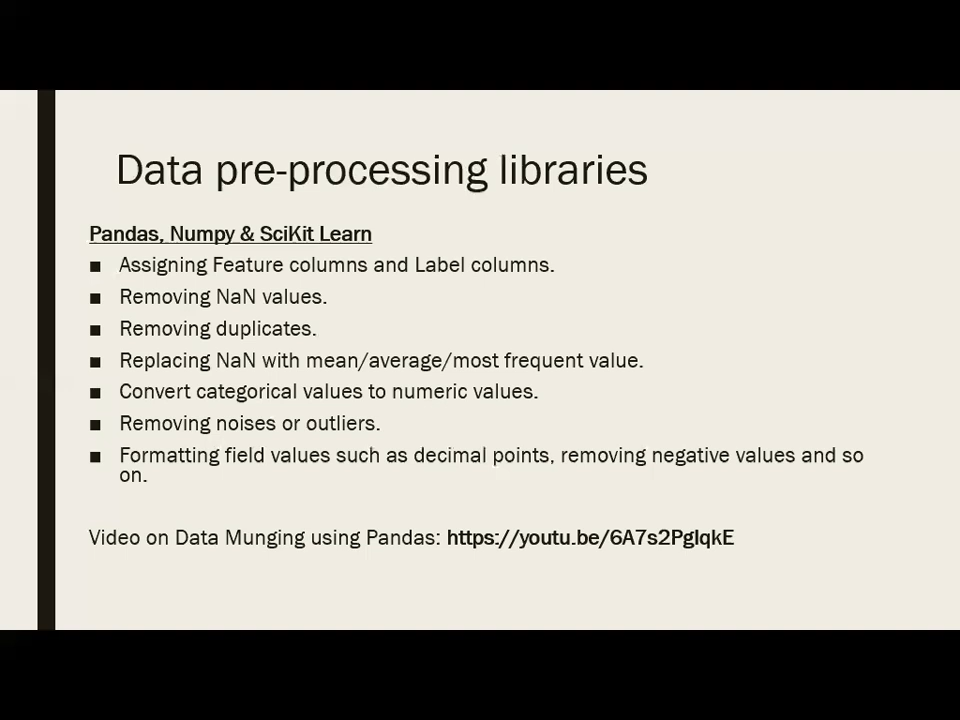 Data pre-processing libraries
Pandas, Numpy & SciKit Learn
■ Assigning Feature columns and Label columns.
■ Removing NaN values.
■ Removing duplicates.
■ Replacing NaN with mean/average/most frequent value.
■ Convert categorical values to numeric values.
■ Removing noises or outliers.
■ Formatting field values such as decimal points, removing negative values and so
on.
Video on Data Munging using Pandas: https://youtu.be/6A7s2PgIqkE